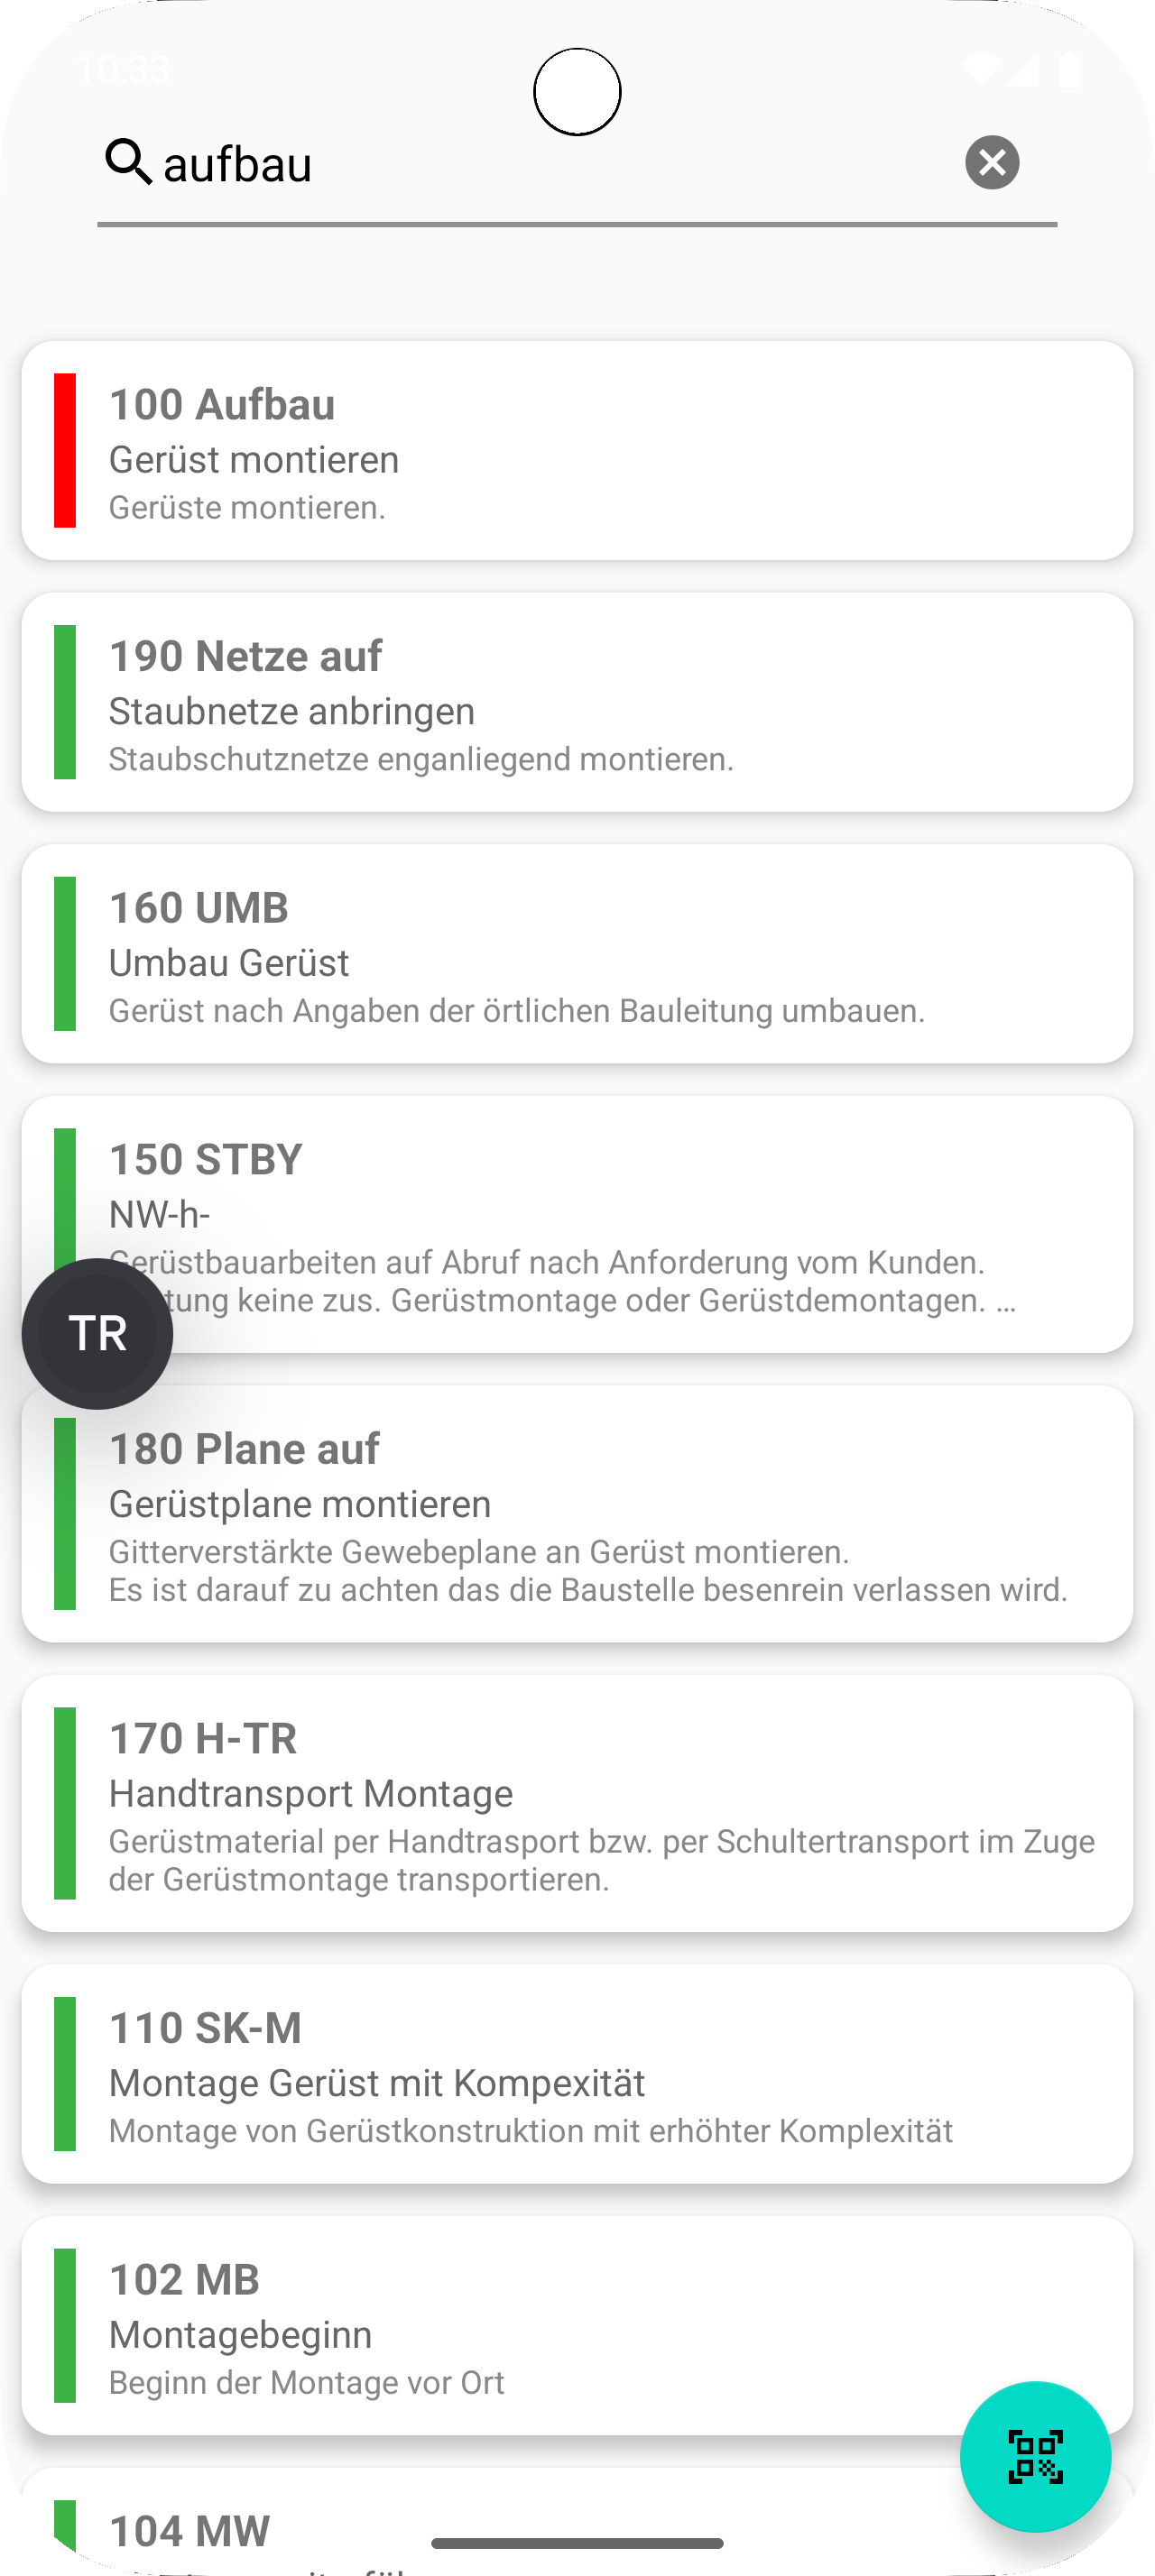 10:33
aufbau
100 Aufbau
Gerüst montieren
Gerüste montieren.
190 Netze auf
Staubnetze anbringen
Staubschutznetze enganliegend montieren.
160 UMB
Umbau Gerüst
Gerüst nach Angaben der örtlichen Bauleitung umbauen.
150 STBY
NW-h-
Gerüstbauarbeiten auf Abruf nach Anforderung vom Kunden.
keine zus. Gerüstmontage oder Gerüstdemontagen. ...
TR
180 Plane auf
Gerüstplane montieren
Gitterverstärkte Gewebeplane an Gerüst montieren.
Es ist darauf zu achten das die Baustelle besenrein verlassen wird.
170 H-TR
Handtransport Montage
Gerüstmaterial per Handtrasport bzw. per Schultertransport im Zuge
der Gerüstmontage transportieren.
110 SK-M
Montage Gerüst mit Kompexität
Montage von Gerüstkonstruktion mit erhöhter Komplexität
102 MB
Montagebeginn
Beginn der Montage vor Ort
104 MW